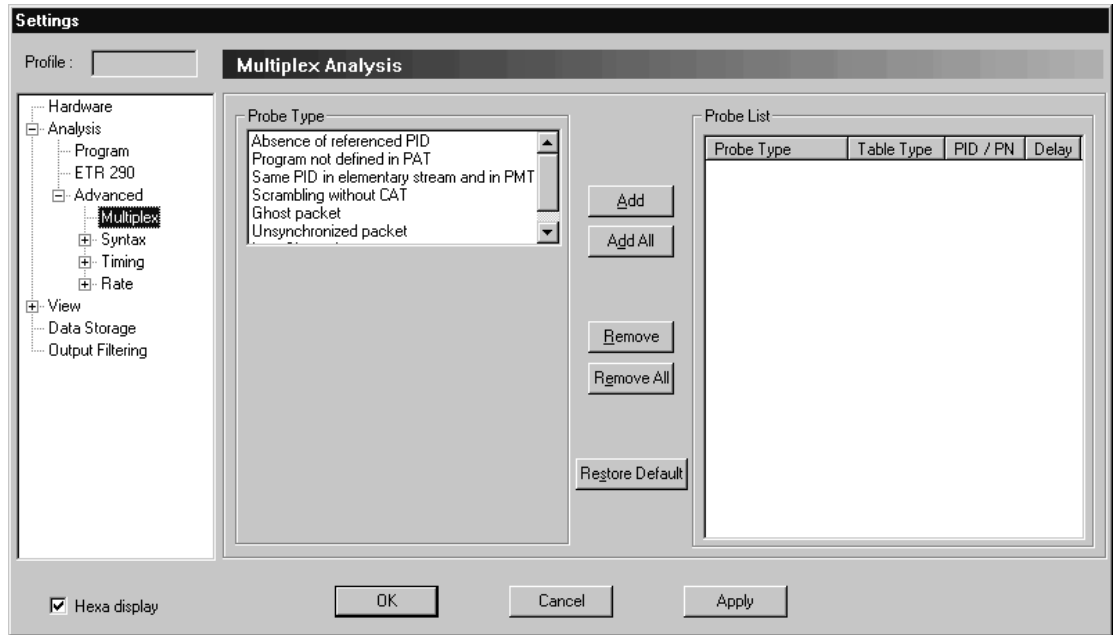 Settings
Profile :
Multiplex Analysis
Hardware
Analysis
Program
ETR 290
Advanced
Multiplex
Syntax
Timing
Rate
View
Data Storage
Output Filtering
Probe Type
Absence of referenced PID
Program not defined in PAT
Same PID in elementary stream and in PMT
Scrambling without CAT
Ghost packet
Unsynchronized packet
Add
Add All
Remove
Remove All
Restore Default
Probe List
Probe Type Table Type PID / PN Delay
Hexa display
OK Cancel Apply